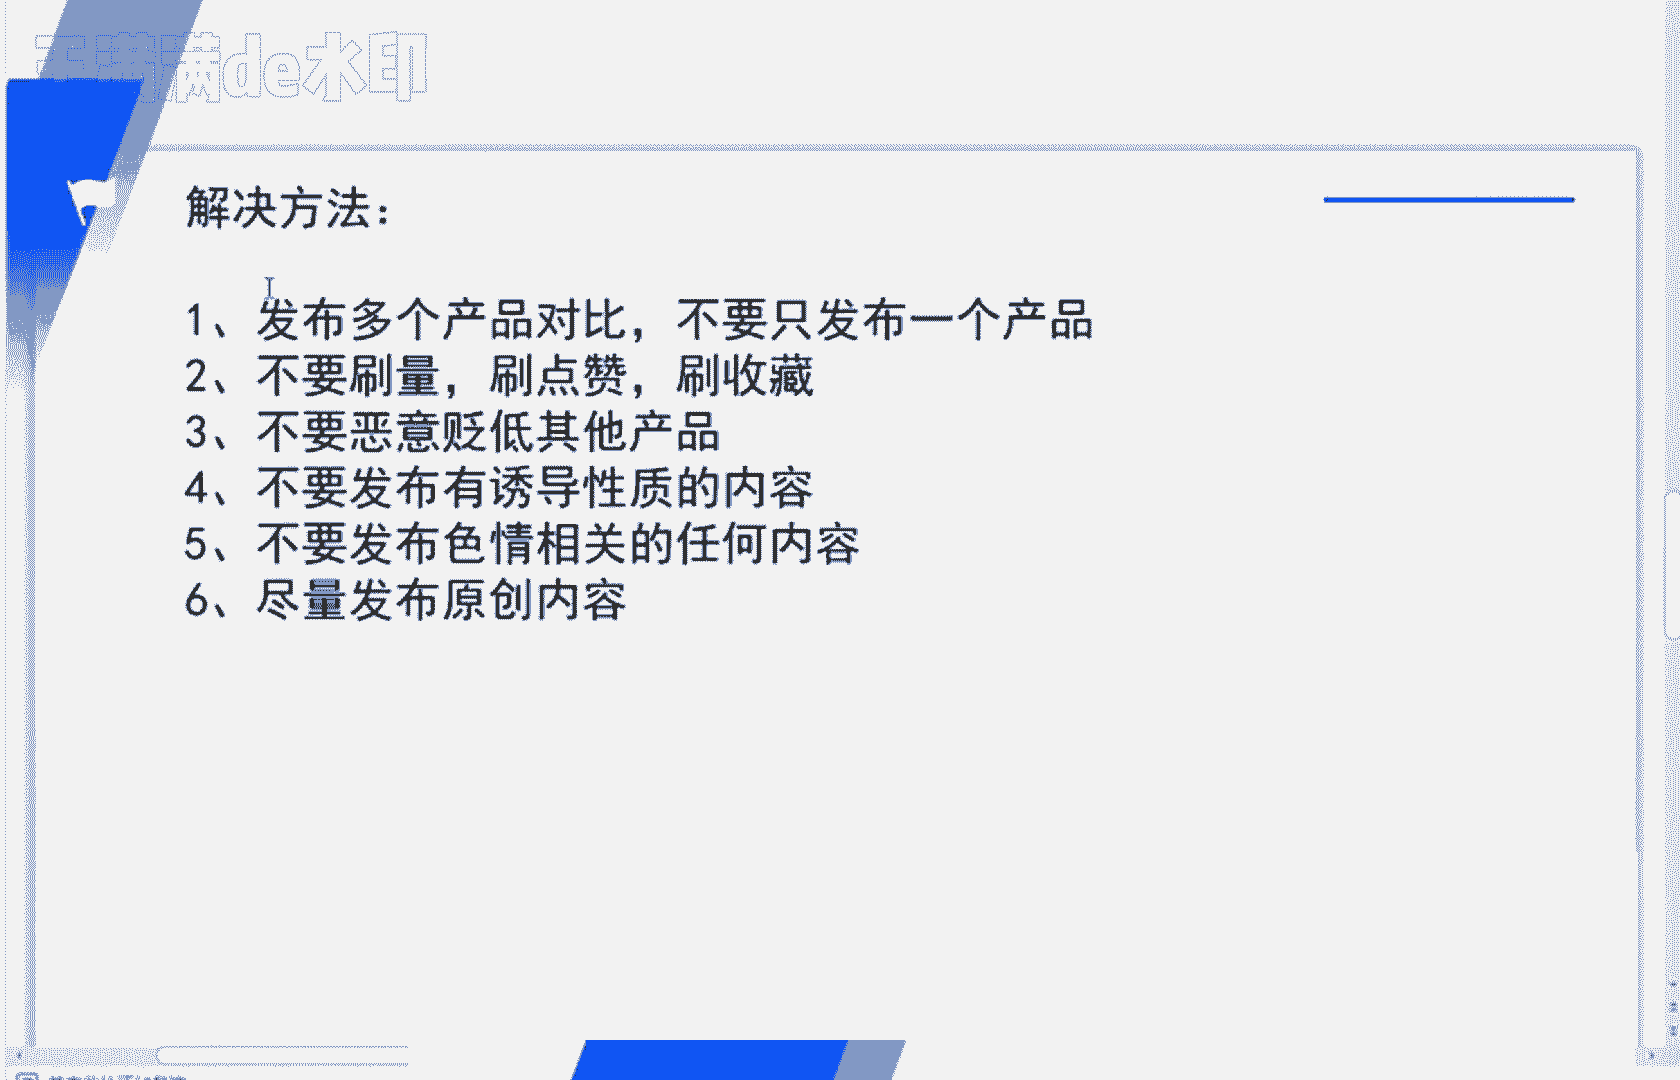 满de水印
解决方法：
1、发布多个产品对比，不要只发布一个产品
2、不要刷量，刷点赞，刷收藏
3、不要恶意贬低其他产品
4、不要发布有诱导性质的内容
5、不要发布色情相关的任何内容
6、尽量发布原创内容